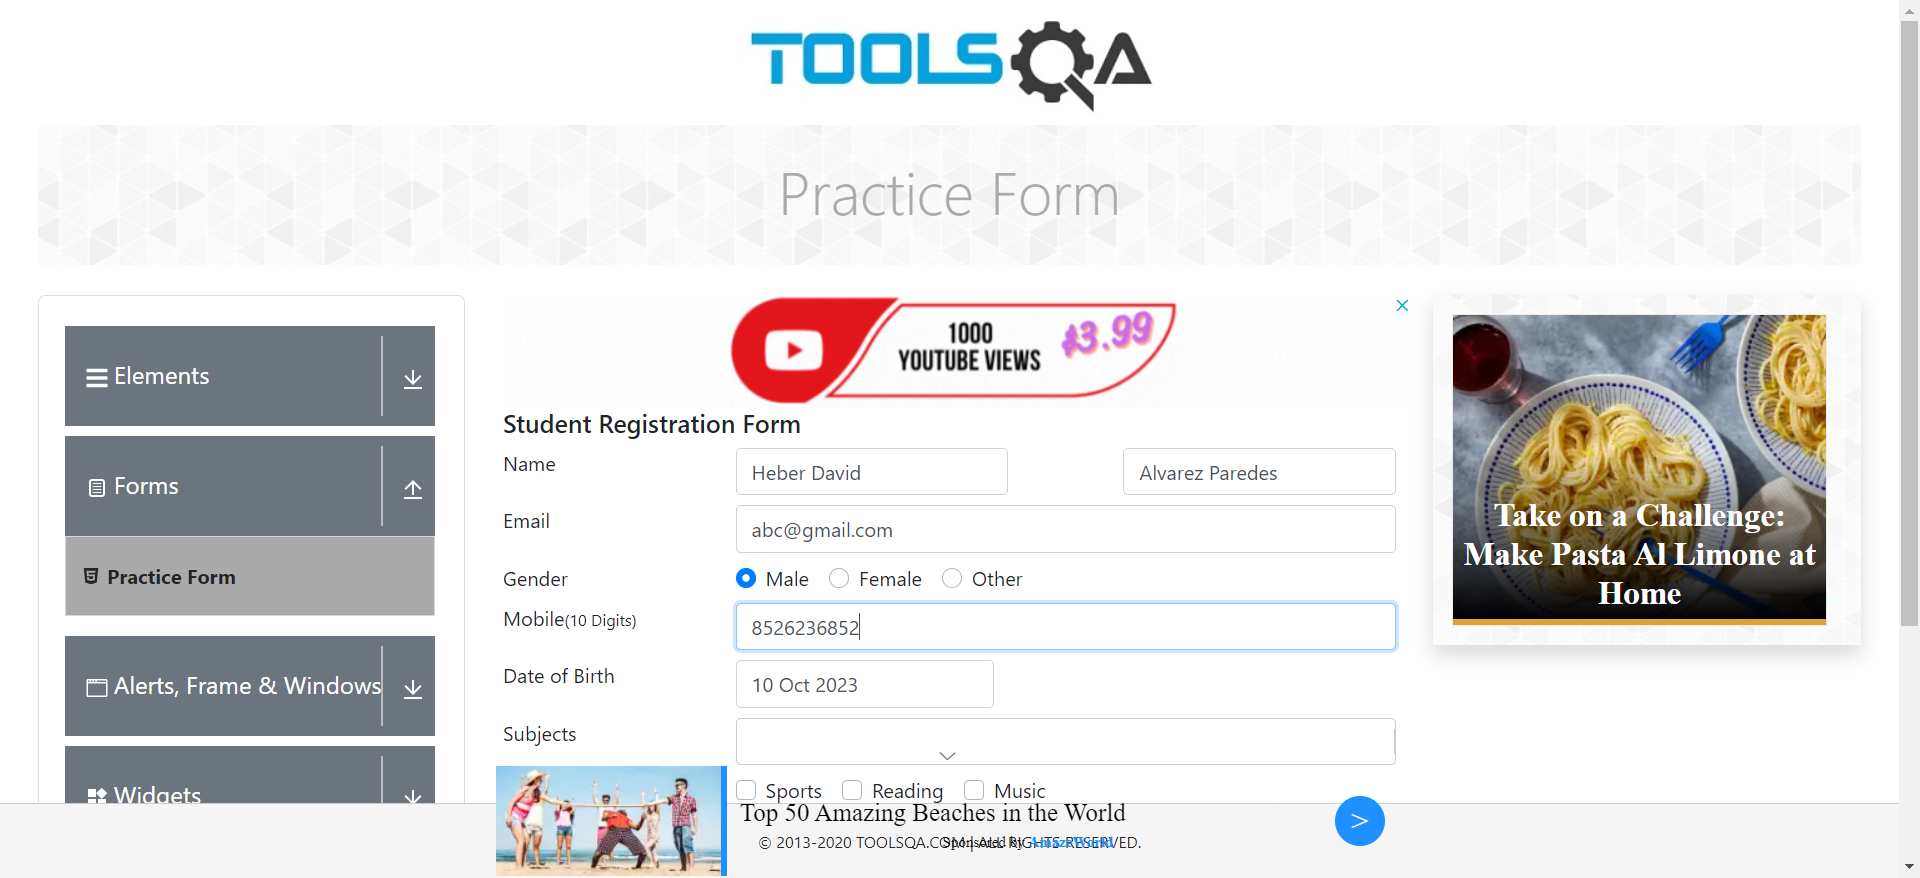 TOOLSQA
Practice Form
Elements
Forms
Practice Form
Alerts, Frame & Windows
Widgets
1000
YOUTUBE VIEWS
$3.99
Student Registration Form
Name
Heber David
Alvarez Paredes
Email
abc@gmail.com
Gender
Male
Female
Other
Mobile(10 Digits)
8526236852
Date of Birth
10 Oct 2023
Subjects
Sports
Reading
Music
Take on a Challenge:
Make Pasta Al Limone at
Home
Top 50 Amazing Beaches in the World
© 2013-2020 TOOLSQA.COM | ALL RIGHTS RESERVED.
Sponsored By